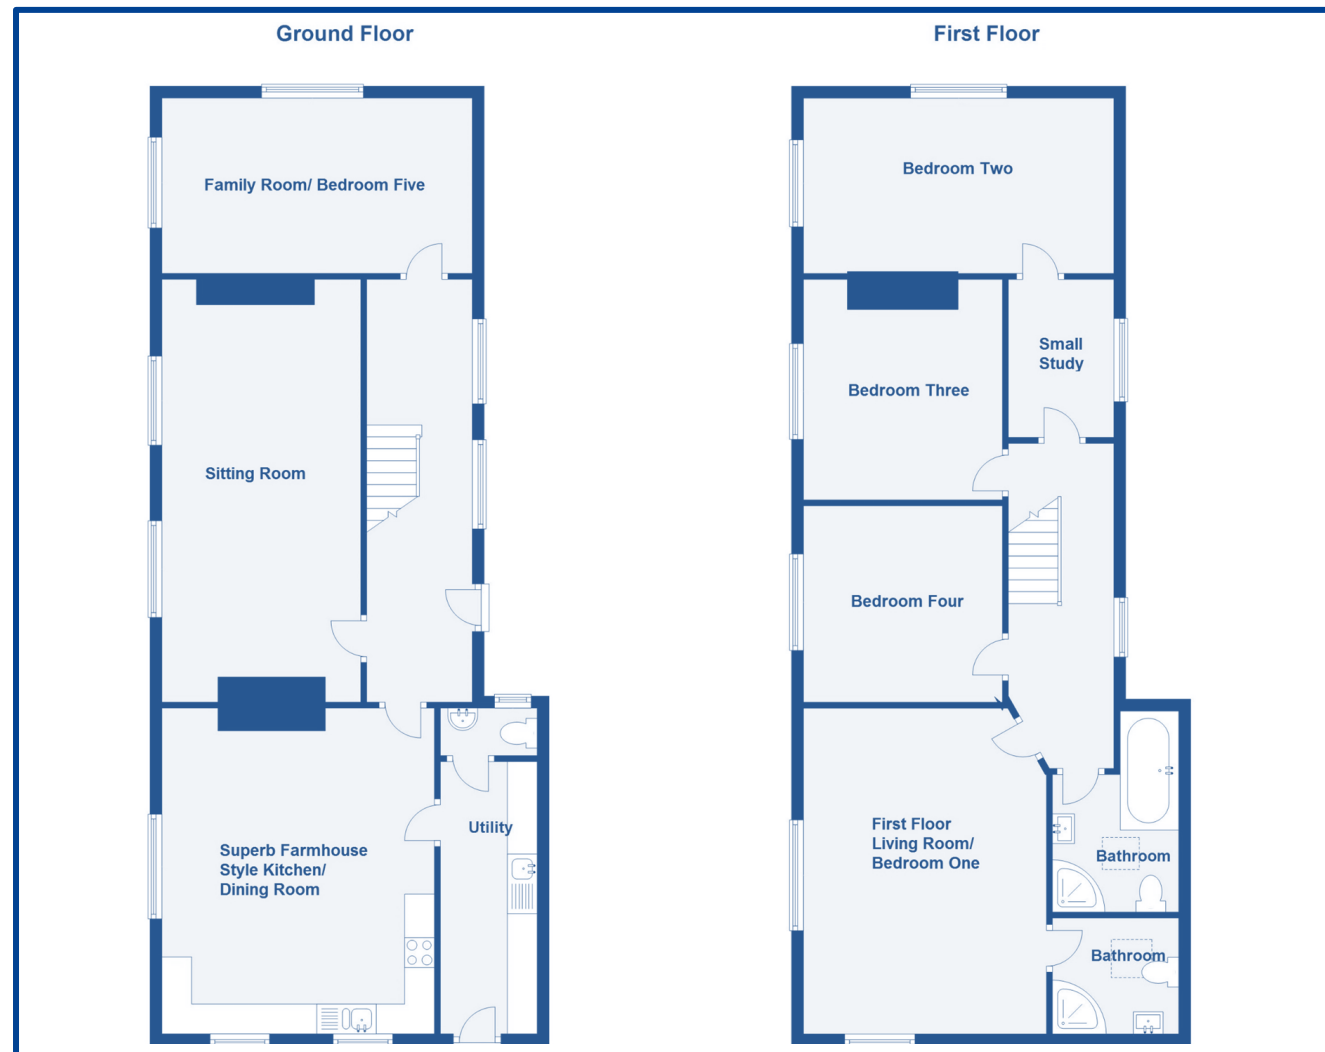 Ground Floor
First Floor
Family Room/ Bedroom Five
Sitting Room
Superb Farmhouse
Style Kitchen/
Dining Room
Utility
Bedroom Two
Small
Study
Bedroom Three
Bedroom Four
First Floor
Living Room/
Bedroom One
Bathroom
Bathroom